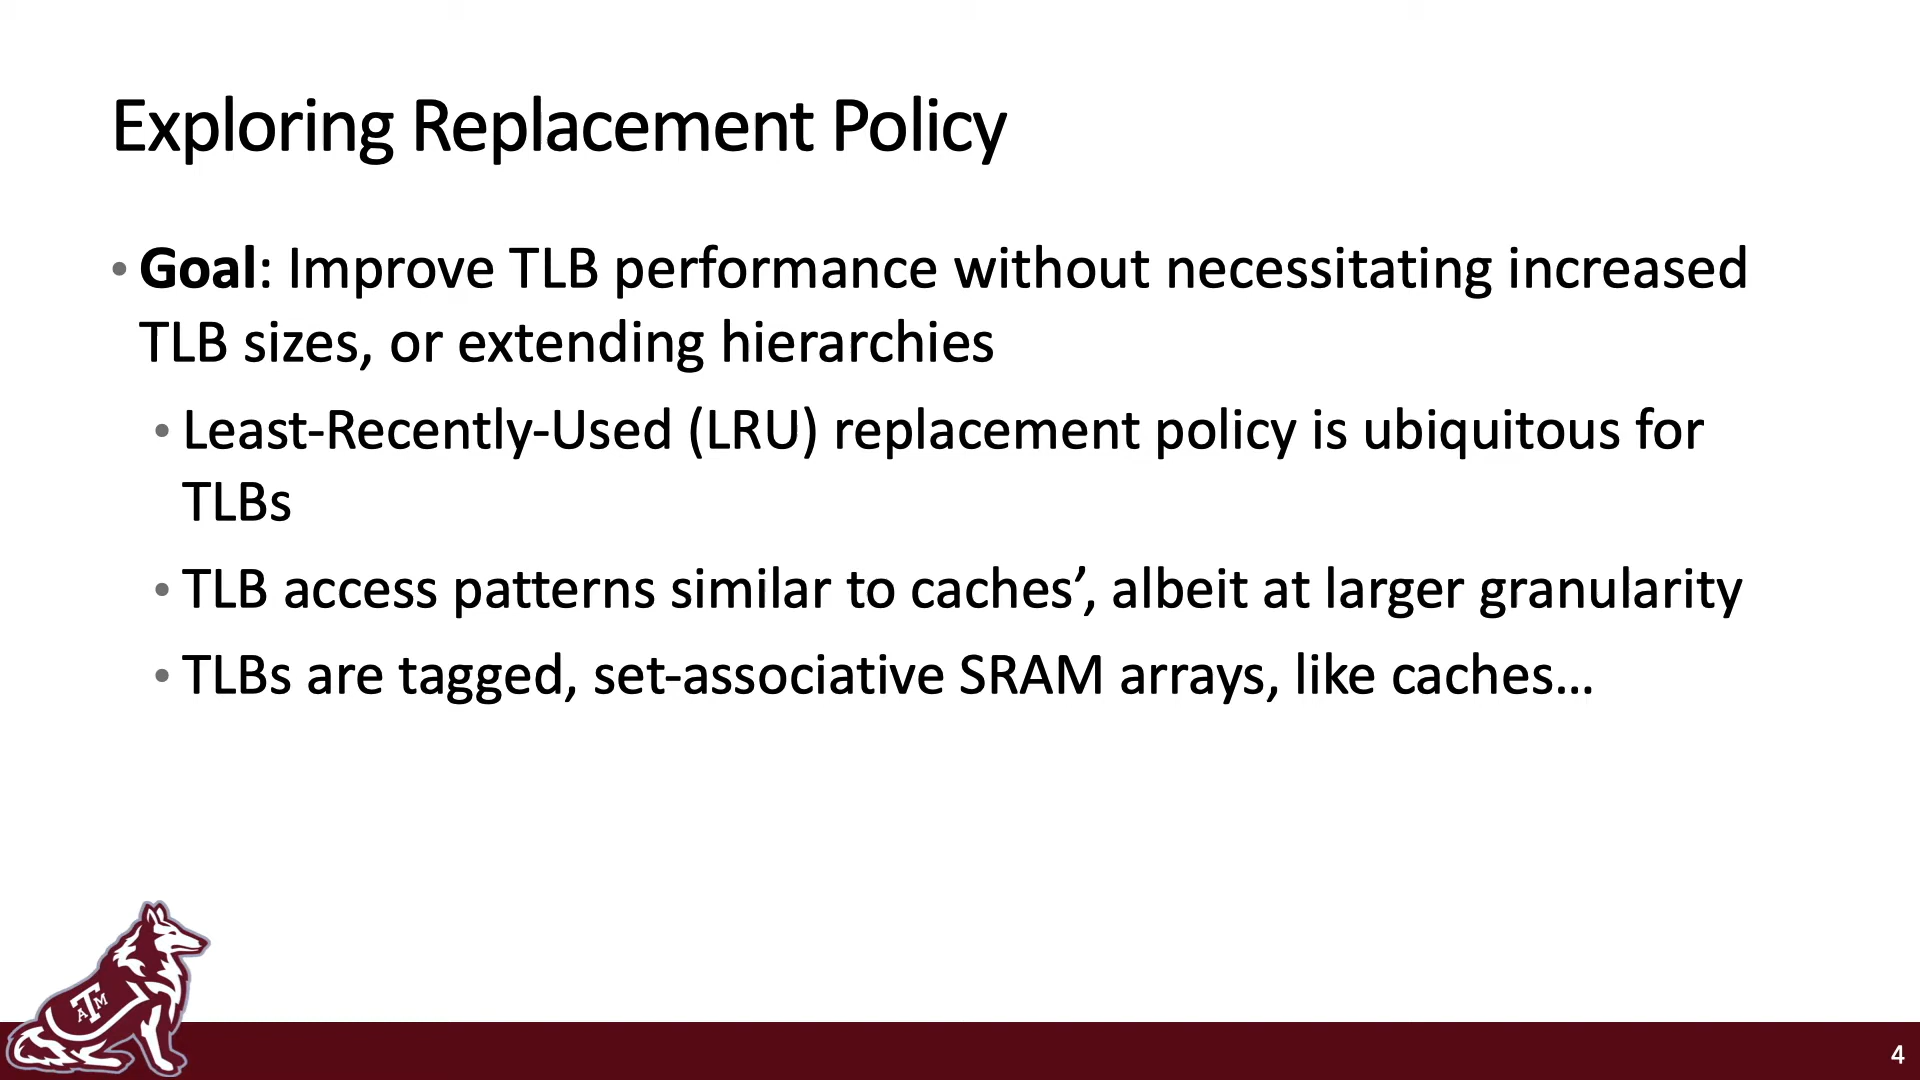 Exploring Replacement Policy
• Goal: Improve TLB performance without necessitating increased
TLB sizes, or extending hierarchies
• Least-Recently-Used (LRU) replacement policy is ubiquitous for
TLBs
• TLB access patterns similar to caches’, albeit at larger granularity
• TLBs are tagged, set-associative SRAM arrays, like caches…
ATM
4